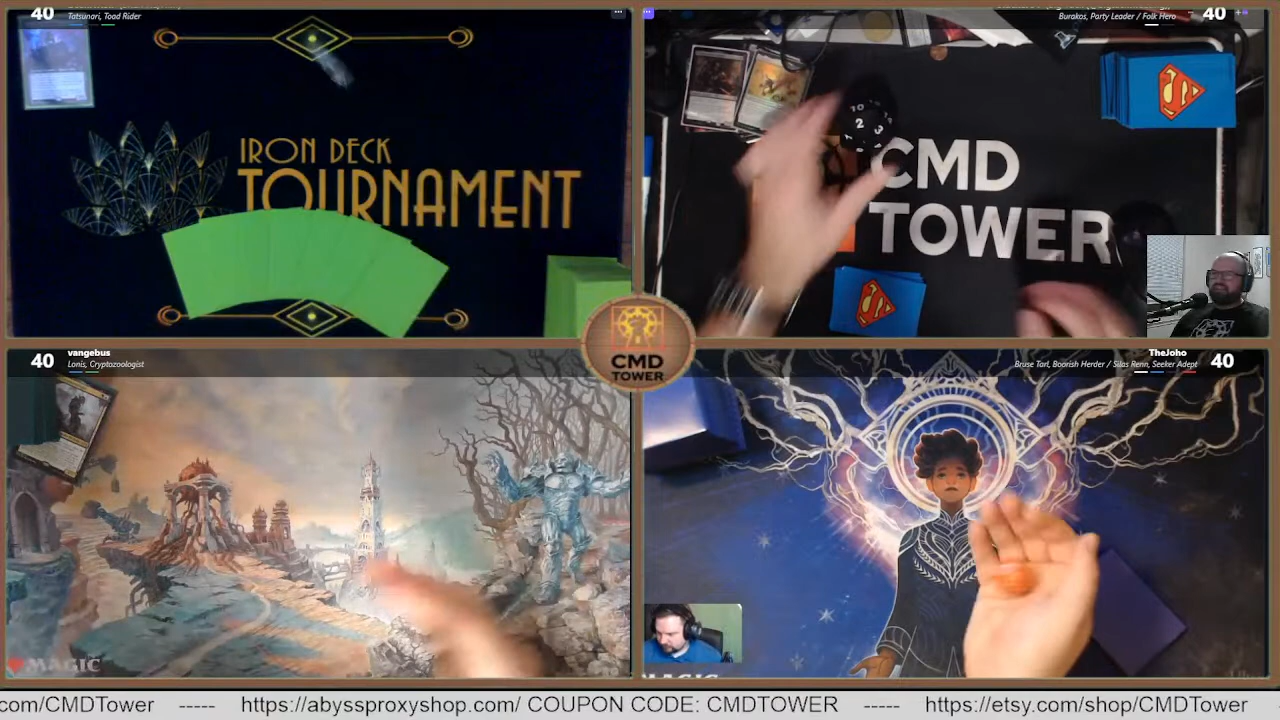 40
Tatsunari, Toad Rider
IRON DECK
TOURNAMENT
Burakos, Party Leader / Folk Hero
40
CMD
TOWER
CMD
TOWER
40
vangebus
Lonis, Cryptozoologist
MAGIC
TheJoho
Bruse Tarl, Boorish Herder / Silas Renn, Seeker Adept
40
com/CMDTower ----- https://abyssproxyshop.com/ COUPON CODE: CMDTOWER ----- https://etsy.com/shop/CMDTower